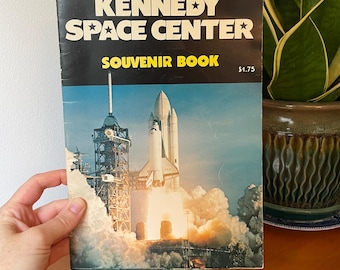 KENNEDY
SPACE CENTER
SOUVENIR BOOK
$1.75